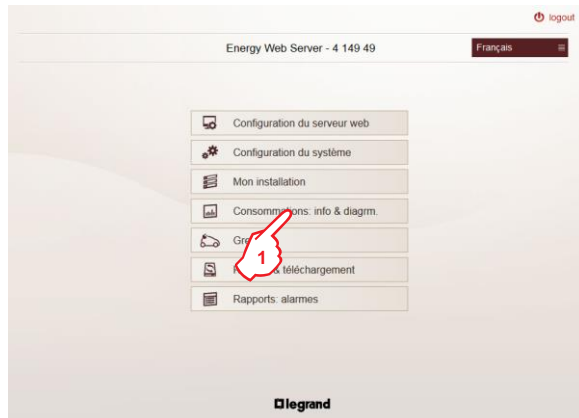 logout
Energy Web Server - 4 149 49
Français
Configuration du serveur web
Configuration du système
Mon installation
Consommations: info & diagrm.
1
& téléchargement
Rapports: alarmes
legrand